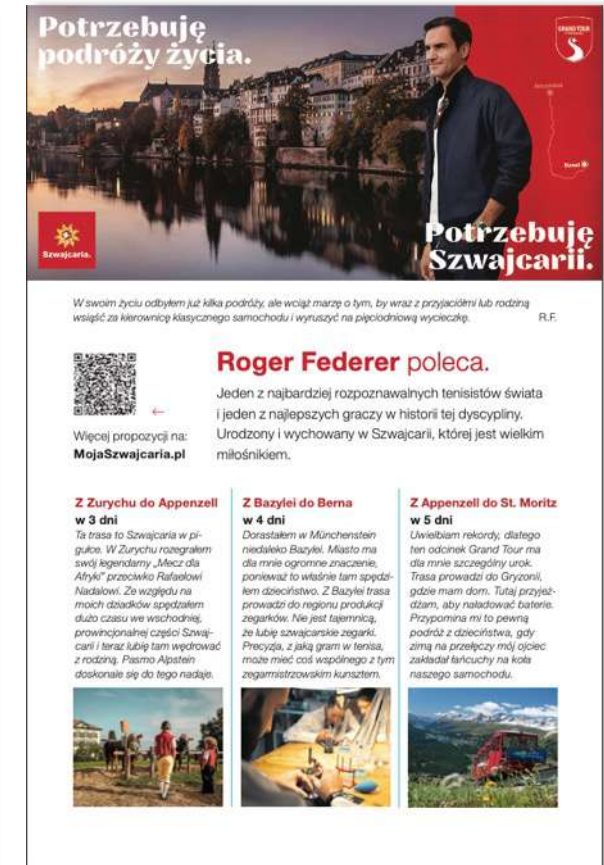 Potrzebuję
podróży życia.
GRAND TOUR
Szwajcaria.
Potrzebuję
Szwajcarii.
W swoim życiu odbyłem już kilka podróży, ale wciąż marzę o tym, by wraz z przyjaciółmi lub rodziną
wsiąść za kierownicę klasycznego samochodu i wyruszyć na pięciodniową wycieczkę. R.F.
Roger Federer poleca.
Jeden z najbardziej rozpoznawalnych tenisistów świata
i jeden z najlepszych graczy w historii tej dyscypliny.
Urodzony i wychowany w Szwajcarii, której jest wielkim
miłośnikiem.
←
Więcej propozycji na:
MojaSzwajcaria.pl
Z Zurychu do Appenzell
w 3 dni
Ta trasa to Szwajcaria w pi-
gułce. W Zurychu rozegrałem
swój legendarny „Mecz dla
Afryki” przeciwko Rafaelowi
Nadalowi. Ze względu na
moich dziadków spędzałem
dużo czasu we wschodniej,
prowincjonalnej części Szwaj-
carii i teraz lubię tam wędrować
z rodziną. Pasmo Alpstein
doskonale się do tego nadaje.
Z Bazylei do Berna
w 4 dni
Dorastałem w Münchenstein
niedaleko Bazylei. Miasto ma
dla mnie ogromne znaczenie,
ponieważ to właśnie tam spędzi-
łem dzieciństwo. Z Bazylei trasa
prowadzi do regionu produkcji
zegarków. Nie jest tajemnicą,
że lubię szwajcarskie zegarki.
Precyzja, z jaką gram w tenisa,
może mieć coś wspólnego z tym
zegarmistrzowskim kunsztem.
Z Appenzell do St. Moritz
w 5 dni
Uwielbiam rekordy, dlatego
ten odcinek Grand Tour ma
dla mnie szczególny urok.
Trasa prowadzi do Gryzonii,
gdzie mam dom. Tutaj przyjeż-
dżam, aby naładować baterie.
Przypomina mi to pewną
podróż z dzieciństwa, gdy
zimą na przełęczy mój ojciec
zakładał łańcuchy na koła
naszego samochodu.